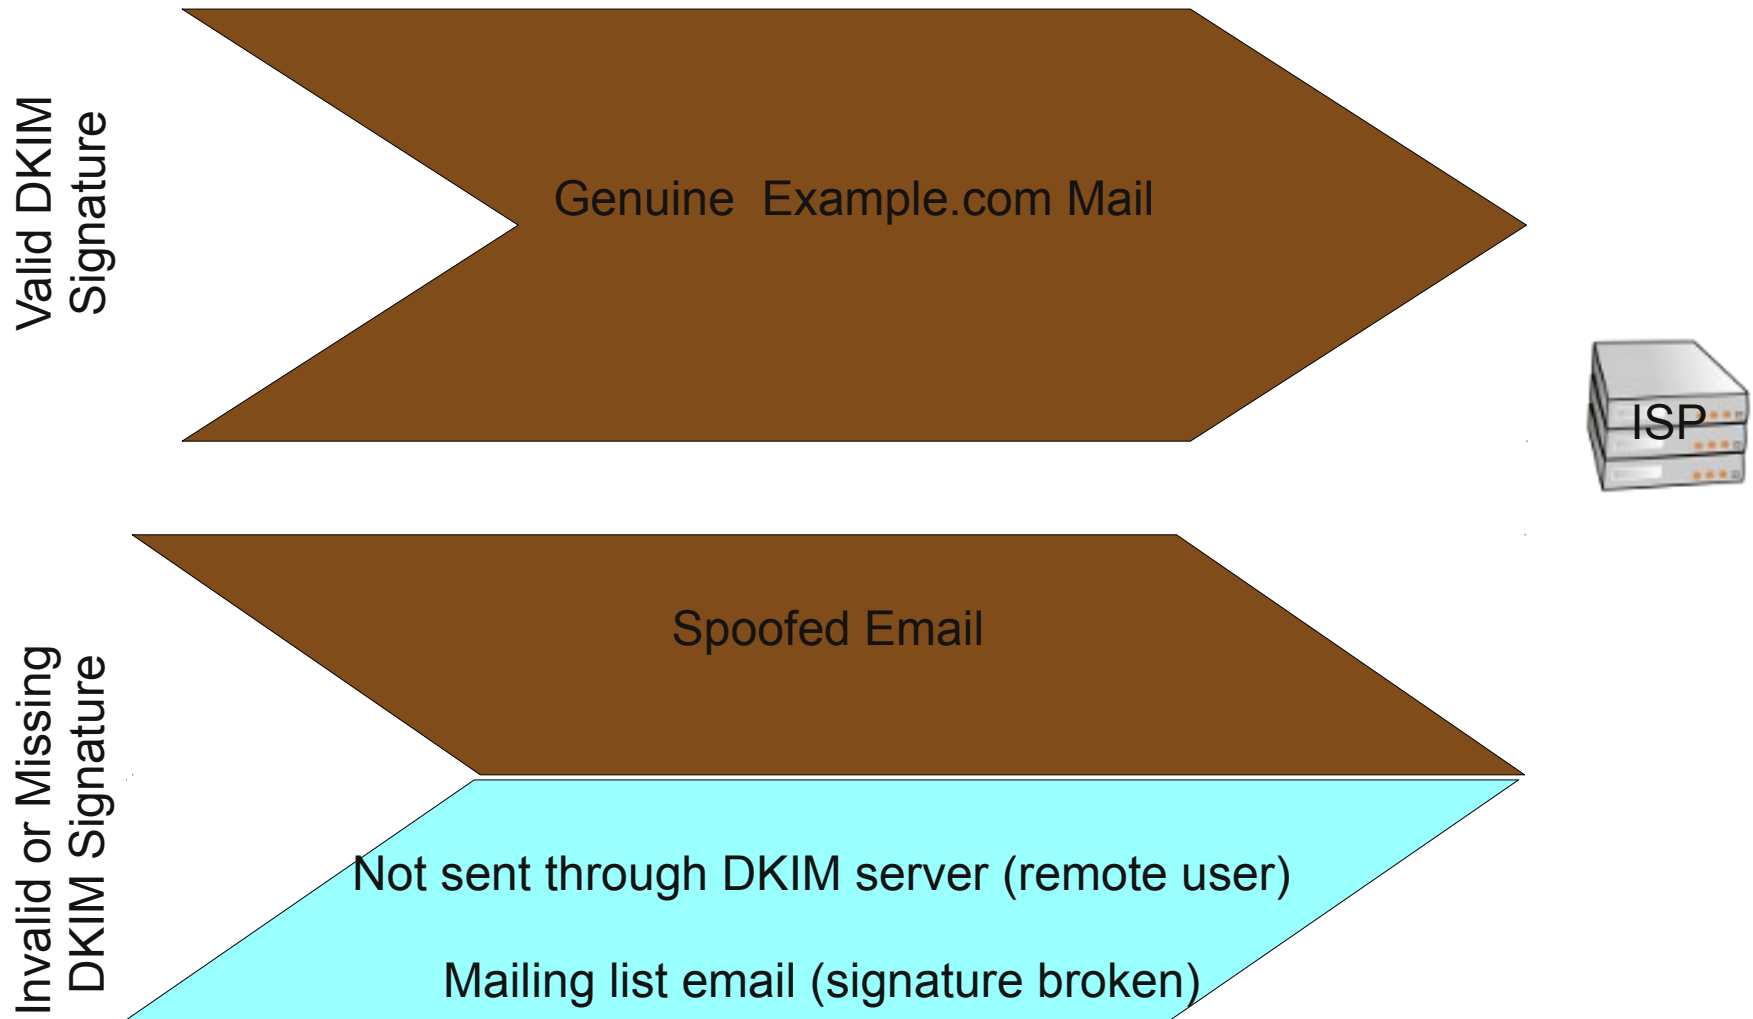 Valid DKIM
Signature
Genuine  Example.com Mail
ISP
Invalid or Missing
DKIM Signature
Spoofed Email
Not sent through DKIM server (remote user)
Mailing list email (signature broken)